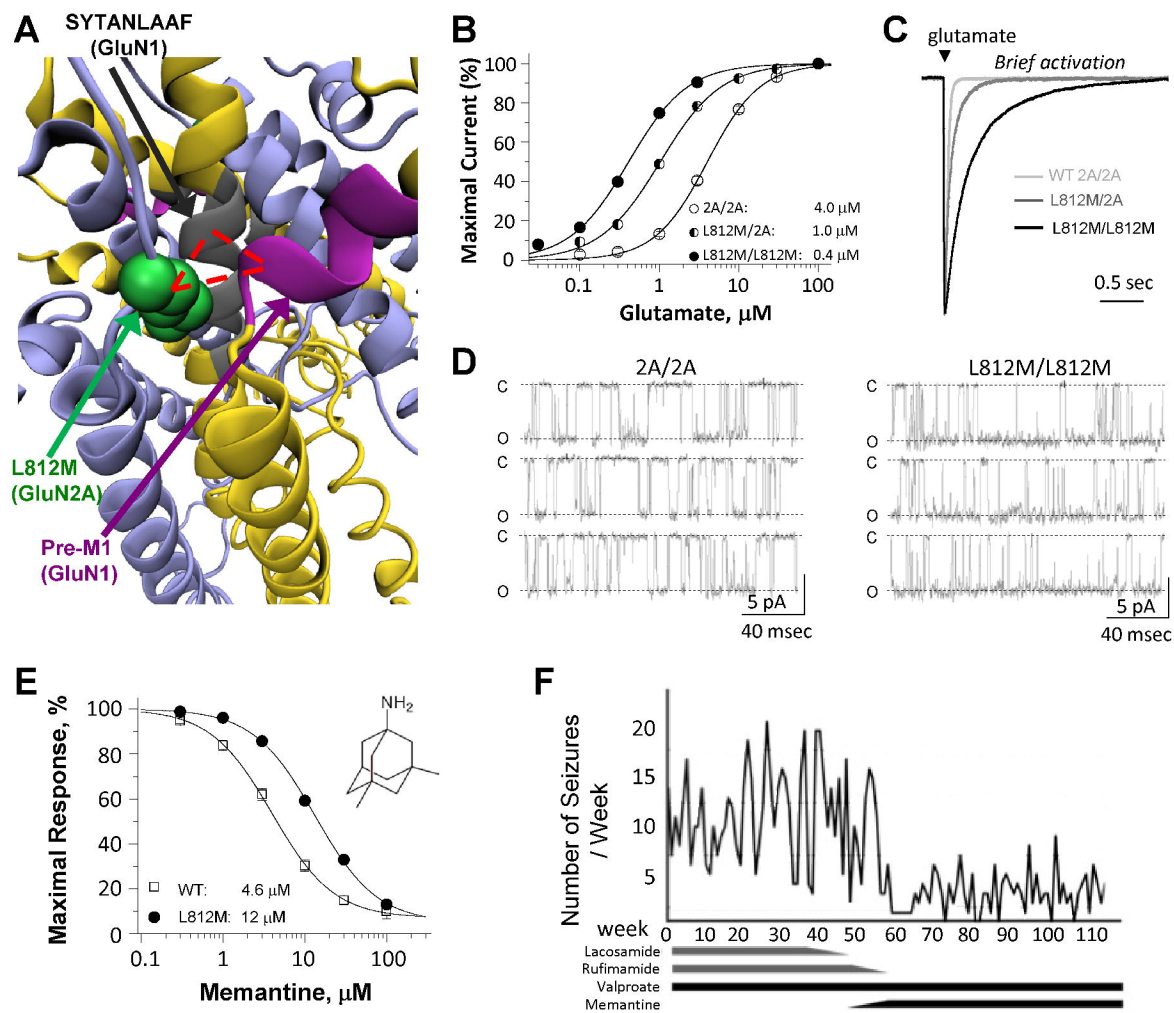 A
SYTANLAAF
(GluN1)
L812M
(GluN2A)
Pre-M1
(GluN1)
B
Maximal Current (%)
100
80
60
40
20
0
2A/2A: 4.0 μM
L812M/2A: 1.0 μM
L812M/L812M: 0.4 μM
0.1 1 10 100
Glutamate, μM
C
glutamate
Brief activation
WT 2A/2A
L812M/2A
L812M/L812M
0.5 sec
D
2A/2A
C
O
C
O
C
O
5 pA
40 msec
L812M/L812M
C
O
C
O
C
O
5 pA
40 msec
E
Maximal Response, %
100
80
60
40
20
0
NH2
WT: 4.6 μM
L812M: 12 μM
0.1 1 10 100
Memantine, μM
F
Number of Seizures
/ Week
20
15
10
5
week
0 10 20 30 40 50 60 70 80 90 100 110
Lacosamide
Rufimamide
Valproate
Memantine